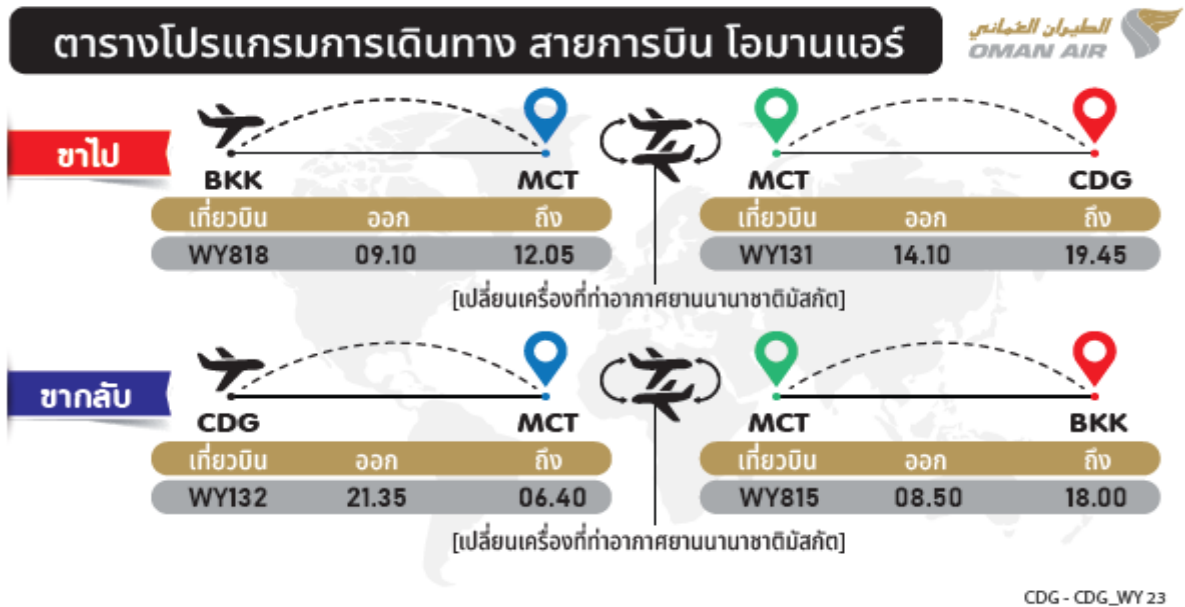 ตารางโปรแกรมการเดินทาง สายการบิน โอมานแอร์
الطيران العماني
OMAN AIR
ขาไป
BKK MCT MCT CDG
เที่ยวบิน ออก ถึง เที่ยวบิน ออก ถึง
WY818 09.10 12.05 WY131 14.10 19.45
[เปลี่ยนเครื่องที่ท่าอากาศยานนานาชาติมัสกัต]
ขากลับ
CDG MCT MCT BKK
เที่ยวบิน ออก ถึง เที่ยวบิน ออก ถึง
WY132 21.35 06.40 WY815 08.50 18.00
[เปลี่ยนเครื่องที่ท่าอากาศยานนานาชาติมัสกัต]
CDG - CDG_WY 23